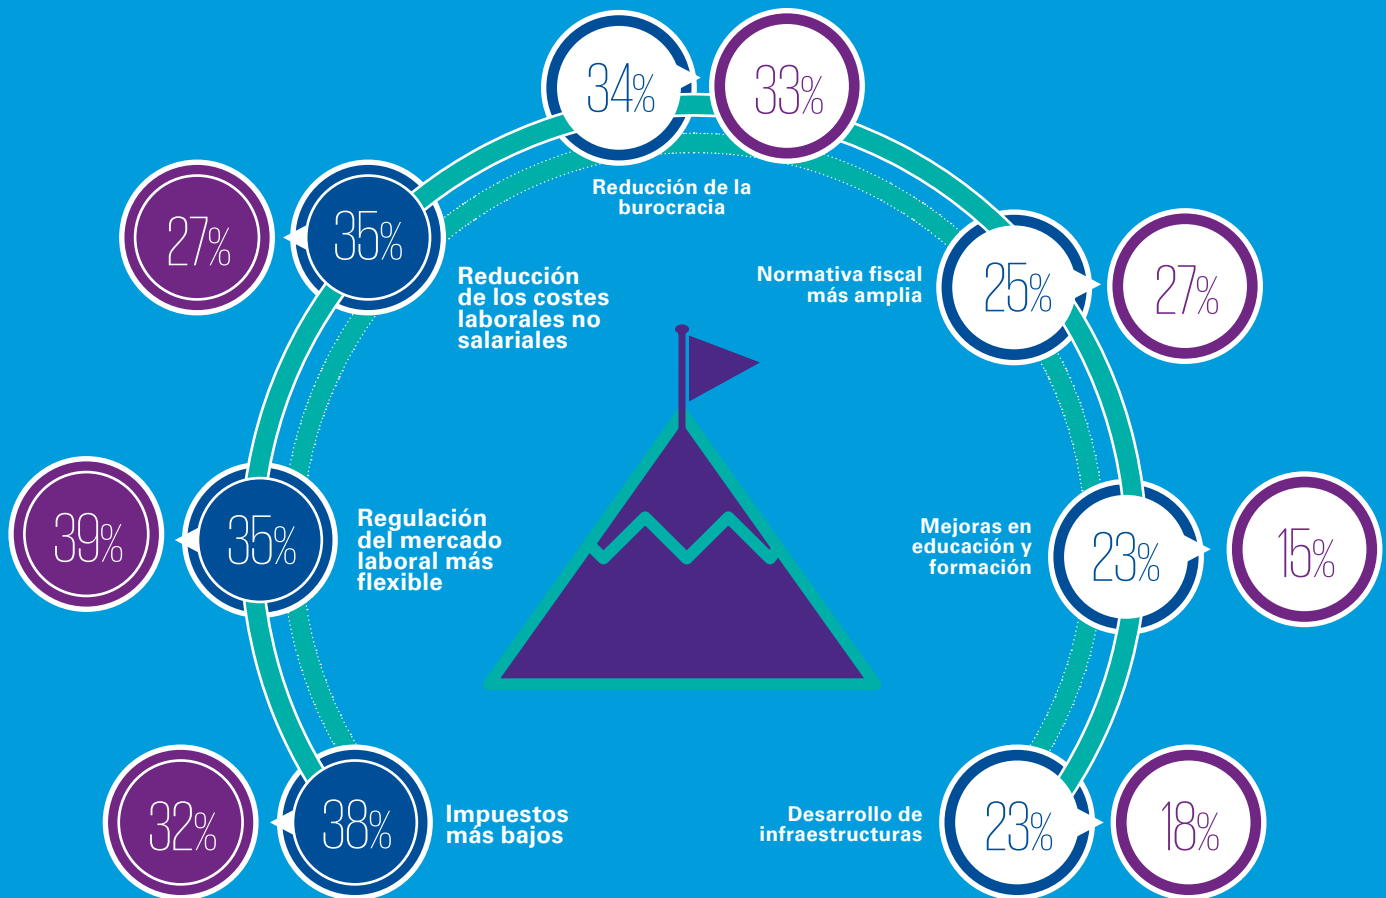 34%
33%
Reducción de la
burocracia
27%
35%
Reducción
de los costes
laborales no
salariales
Normativa fiscal
más amplia
25%
27%
39%
35%
Regulación
del mercado
laboral más
flexible
Mejoras en
educación y
formación
23%
15%
32%
38%
Impuestos
más bajos
Desarrollo de
infraestructuras
23%
18%